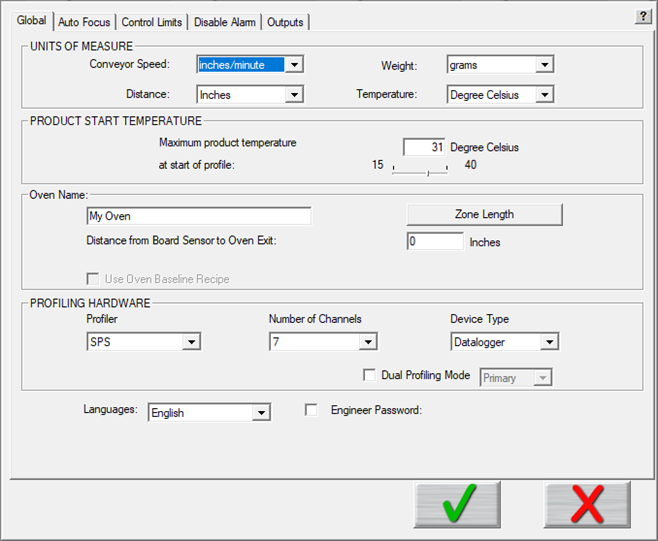 Global Auto Focus Control Limits Disable Alarm Outputs ?
UNITS OF MEASURE
Conveyor Speed: inches/minute Weight: grams
Distance: Inches Temperature: Degree Celsius
PRODUCT START TEMPERATURE
Maximum product temperature 31 Degree Celsius
at start of profile: 15 40
Oven Name:
My Oven Zone Length
Distance from Board Sensor to Oven Exit: 0 Inches
Use Oven Baseline Recipe
PROFILING HARDWARE
Profiler Number of Channels Device Type
SPS 7 Datalogger
Dual Profiling Mode Primary
Languages: English Engineer Password: